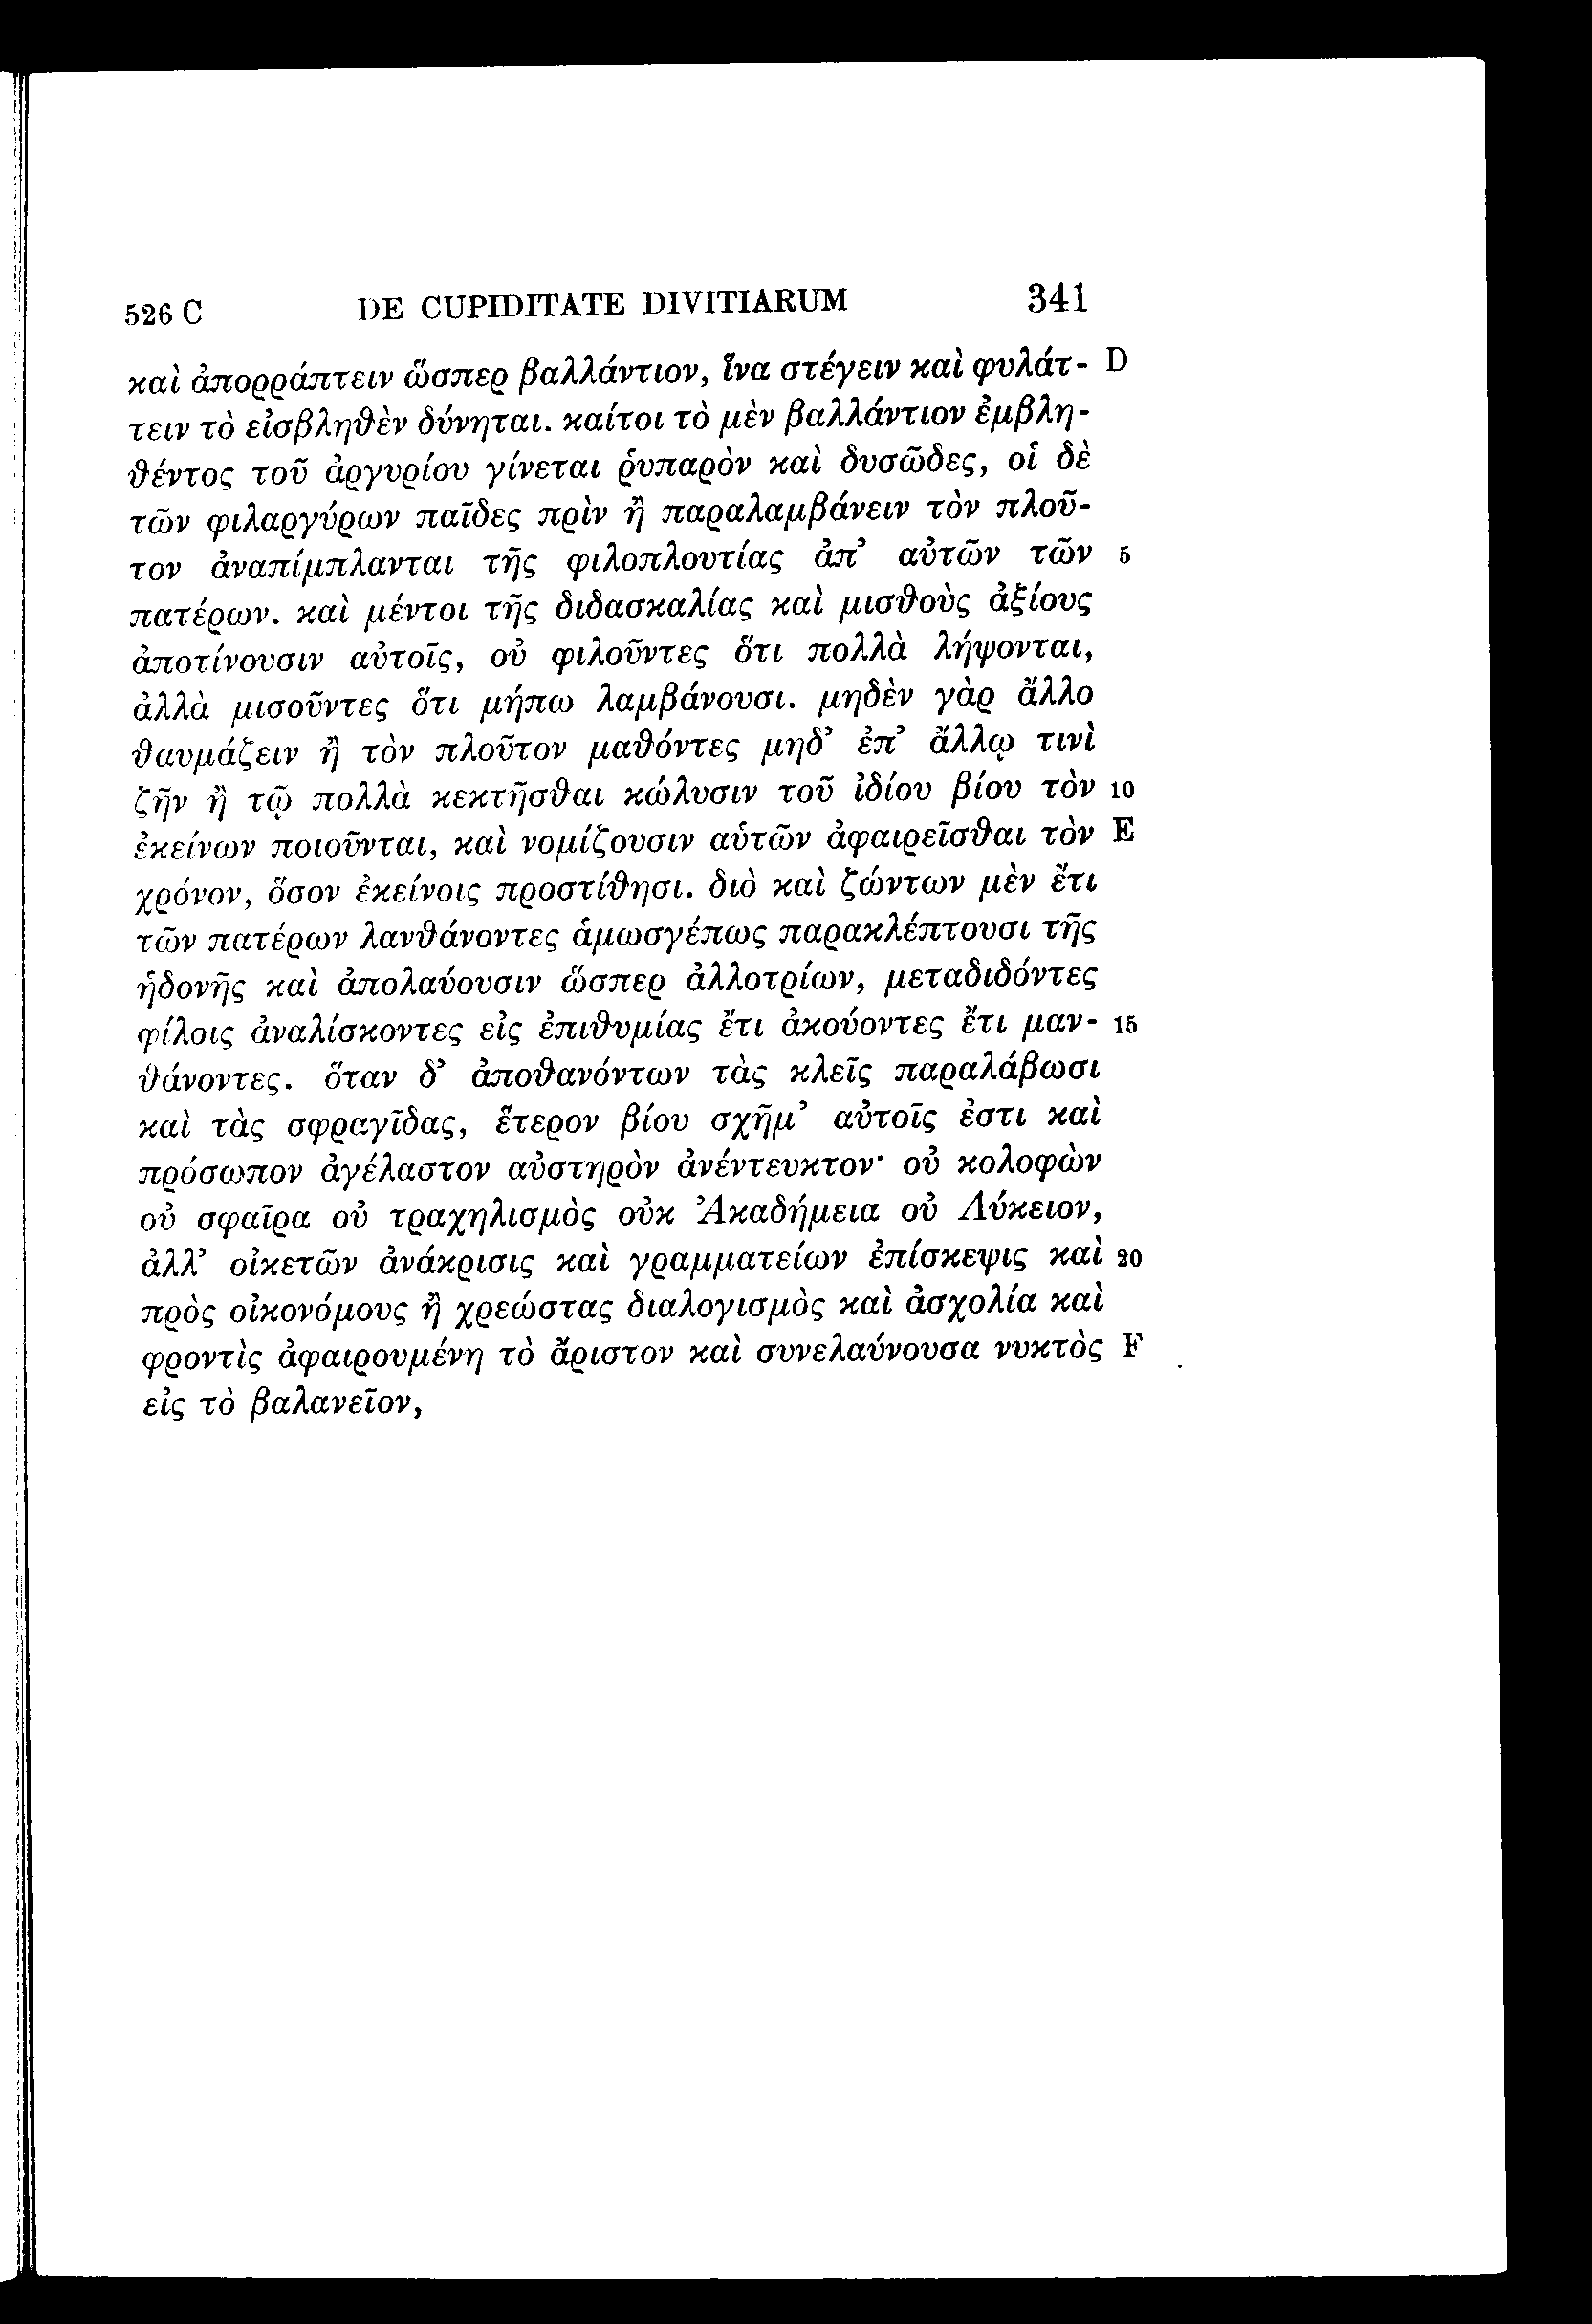 526 C DE CUPIDITATE DIVITIARUM 341
καὶ ἀπορράπτειν ὥσπερ βαλλάντιον, ἵνα στέγειν καὶ φυλάτ- D
τειν τὸ εἰσβληθὲν δύνηται. καίτοι τὸ μὲν βαλλάντιον ἐμβλη-
θέντος τοῦ ἀργυρίου γίνεται ῥυπαρὸν καὶ δυσῶδες, οἱ δὲ
τῶν φιλαργύρων παῖδες πρὶν ἢ παραλαμβάνειν τὸν πλοῦ-
τον ἀναπίμπλανται τῆς φιλοπλουτίας ἀπ’ αὐτῶν τῶν 5
πατέρων. καὶ μέντοι τῆς διδασκαλίας καὶ μισθοὺς ἀξίους
ἀποτίνουσιν αὐτοῖς, οὐ φιλοῦντες ὅτι πολλὰ λήψονται,
ἀλλὰ μισοῦντες ὅτι μήπω λαμβάνουσι. μηδὲν γὰρ ἄλλο
θαυμάζειν ἢ τὸν πλοῦτον μαθόντες μηδ’ ἐπ’ ἄλλῳ τινὶ
ζῆν ἢ τῷ πολλὰ κεκτῆσθαι κώλυσιν τοῦ ἰδίου βίου τὸν 10
ἐκείνων ποιοῦνται, καὶ νομίζουσιν αὑτῶν ἀφαιρεῖσθαι τὸν E
χρόνον, ὅσον ἐκείνοις προστίθησι. διὸ καὶ ζώντων μὲν ἔτι
τῶν πατέρων λανθάνοντες ἁμωσγέπως παρακλέπτουσι τῆς
ἡδονῆς καὶ ἀπολαύουσιν ὥσπερ ἀλλοτρίων, μεταδιδόντες
φίλοις ἀναλίσκοντες εἰς ἐπιθυμίας ἔτι ἀκούοντες ἔτι μαν- 15
θάνοντες. ὅταν δ’ ἀποθανόντων τὰς κλεῖς παραλάβωσι
καὶ τὰς σφραγῖδας, ἕτερον βίου σχῆμ’ αὐτοῖς ἐστι καὶ
πρόσωπον ἀγέλαστον αὐστηρὸν ἀνέντευκτον· οὐ κολοφὼν
οὐ σφαῖρα οὐ τραχηλισμὸς οὐκ Ἀκαδήμεια οὐ Λύκειον,
ἀλλ’ οἰκετῶν ἀνάκρισις καὶ γραμματείων ἐπίσκεψις καὶ 20
πρὸς οἰκονόμους ἢ χρεώστας διαλογισμὸς καὶ ἀσχολία καὶ
φροντὶς ἀφαιρουμένη τὸ ἄριστον καὶ συνελαύνουσα νυκτὸς F
εἰς τὸ βαλανεῖον,